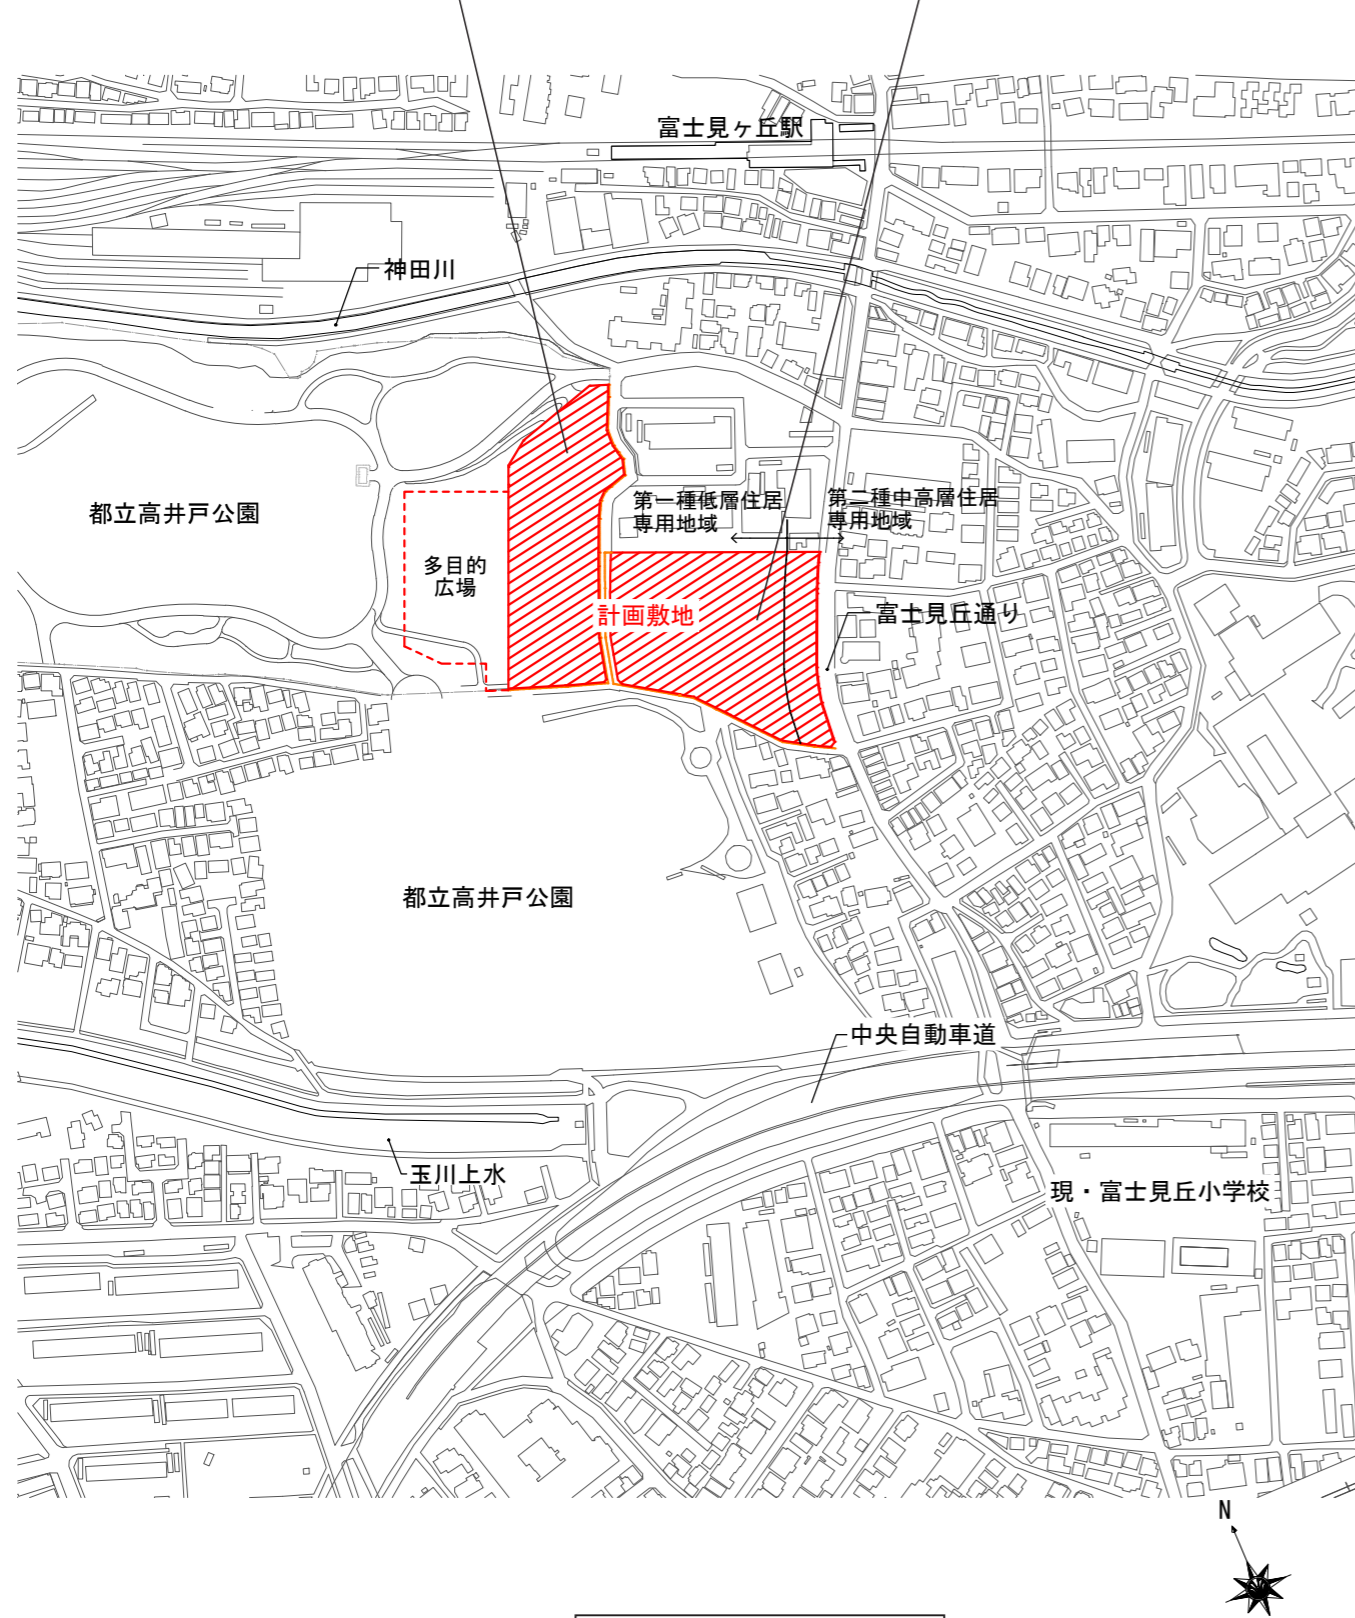 富士見ヶ丘駅
神田川
都立高井戸公園
第一種低層住居
専用地域
第二種中高層住居
専用地域
多目的
広場
計画敷地
富士見丘通り
都立高井戸公園
中央自動車道
玉川上水
現・富士見丘小学校
N